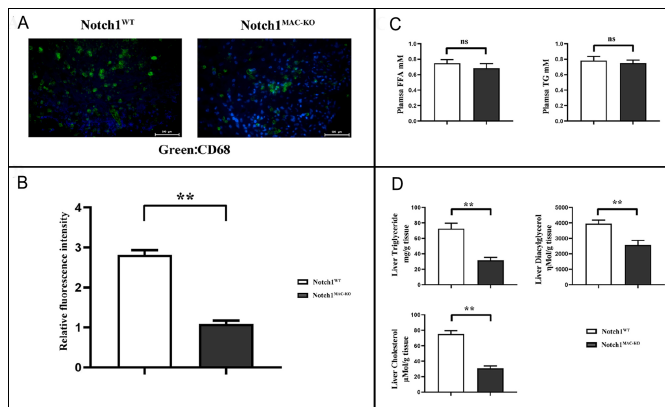 A
Notch1WT
Notch1MAC-KO
Green:CD68
B
Relative fluorescence intensity
4
3
2
1
0
**
Notch1WT
Notch1MAC-KO
C
Plamsa FFA mM
1.0
0.8
0.6
0.4
0.2
0.0
ns
Plamsa TG mM
1.0
0.8
0.6
0.4
0.2
0.0
ns
D
Liver Triglyceride
mg/g tissue
100
80
60
40
20
0
**
Liver Diacylglycerol
ηMol/g tissue
5000
4000
3000
2000
1000
0
**
Liver Cholesterol
μMol/g tissue
100
80
60
40
20
0
**
Notch1WT
Notch1MAC-KO